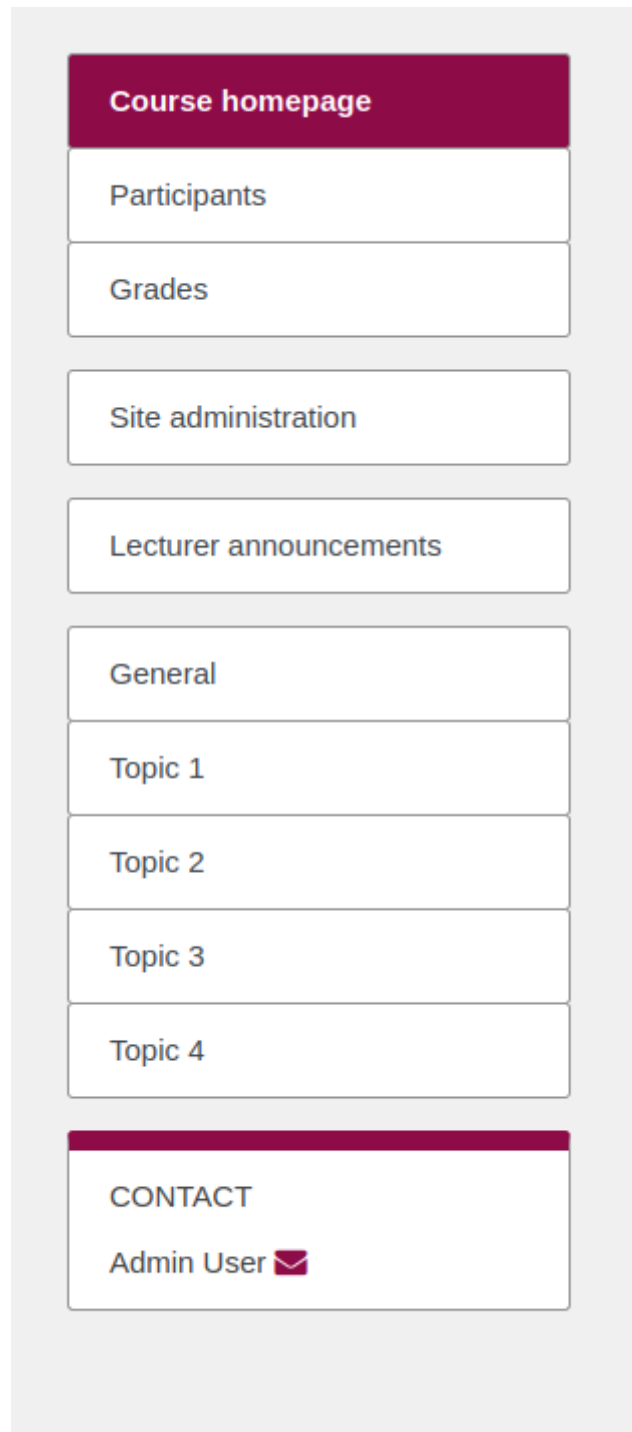 Course homepage
Participants
Grades
Site administration
Lecturer announcements
General
Topic 1
Topic 2
Topic 3
Topic 4
CONTACT
Admin User